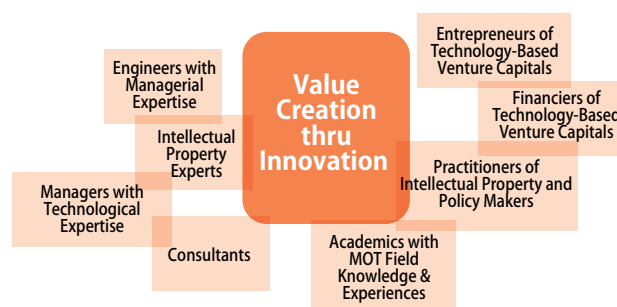 Value
Creation
thru
Innovation
Engineers with
Managerial
Expertise
Intellectual
Property
Experts
Managers with
Technological
Expertise
Consultants
Entrepreneurs of
Technology-Based
Venture Capitals
Financiers of
Technology-Based
Venture Capitals
Practitioners of
Intellectual Property and
Policy Makers
Academics with
MOT Field
Knowledge &
Experiences